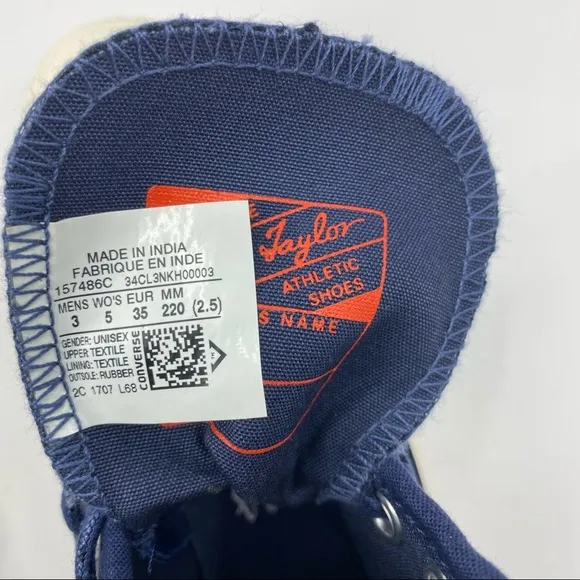 Taylor
ATHLETIC
SHOES
NAME
MADE IN INDIA
FABRIQUE EN INDE
157486C 34CL3NKH00003
MENS WO'S EUR MM
3 5 35 220 (2.5)
GENDER: UNISEX
UPPER TEXTILE
LINING: TEXTILE
OUTSOLE: RUBBER
2C 1707 L68
CONVERSE